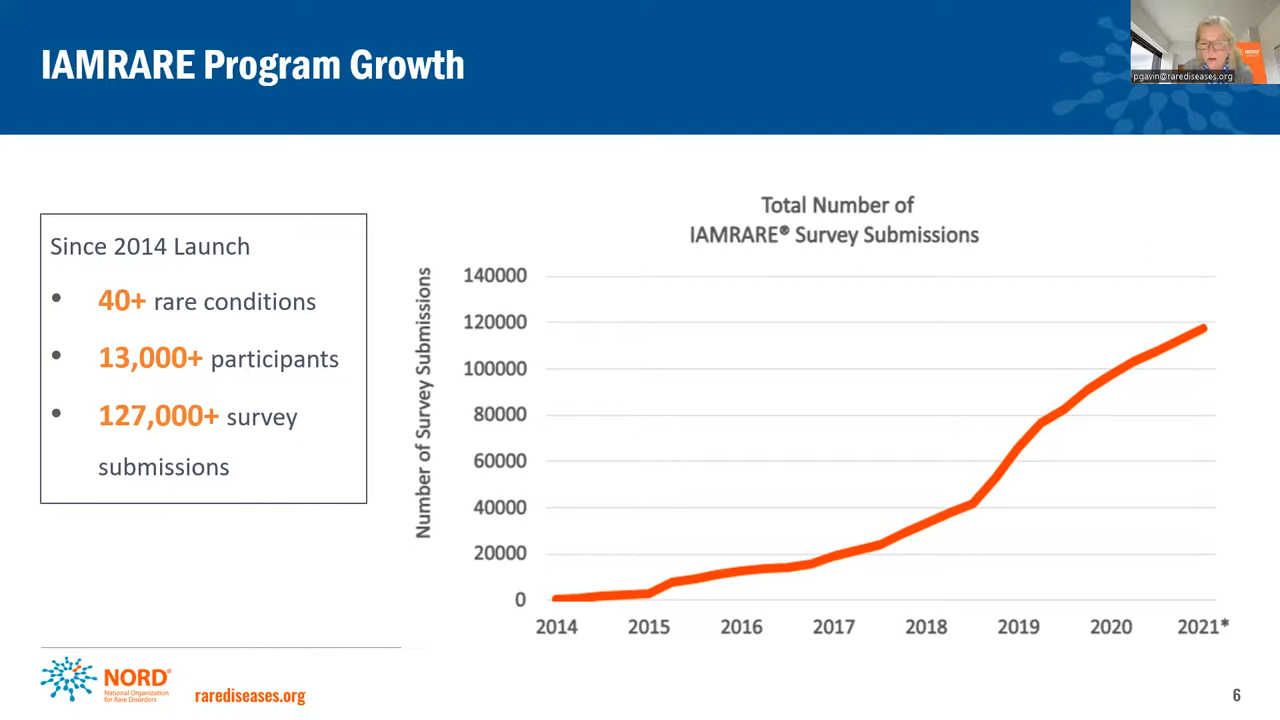 IAMRARE Program Growth
NORD
pgavin@rarediseases.org
Since 2014 Launch
• 40+ rare conditions
• 13,000+ participants
• 127,000+ survey
submissions
Total Number of
IAMRARE® Survey Submissions
Number of Survey Submissions
140000
120000
100000
80000
60000
40000
20000
0
2014 2015 2016 2017 2018 2019 2020 2021*
NORD®
National Organization
for Rare Disorders
rarediseases.org
6